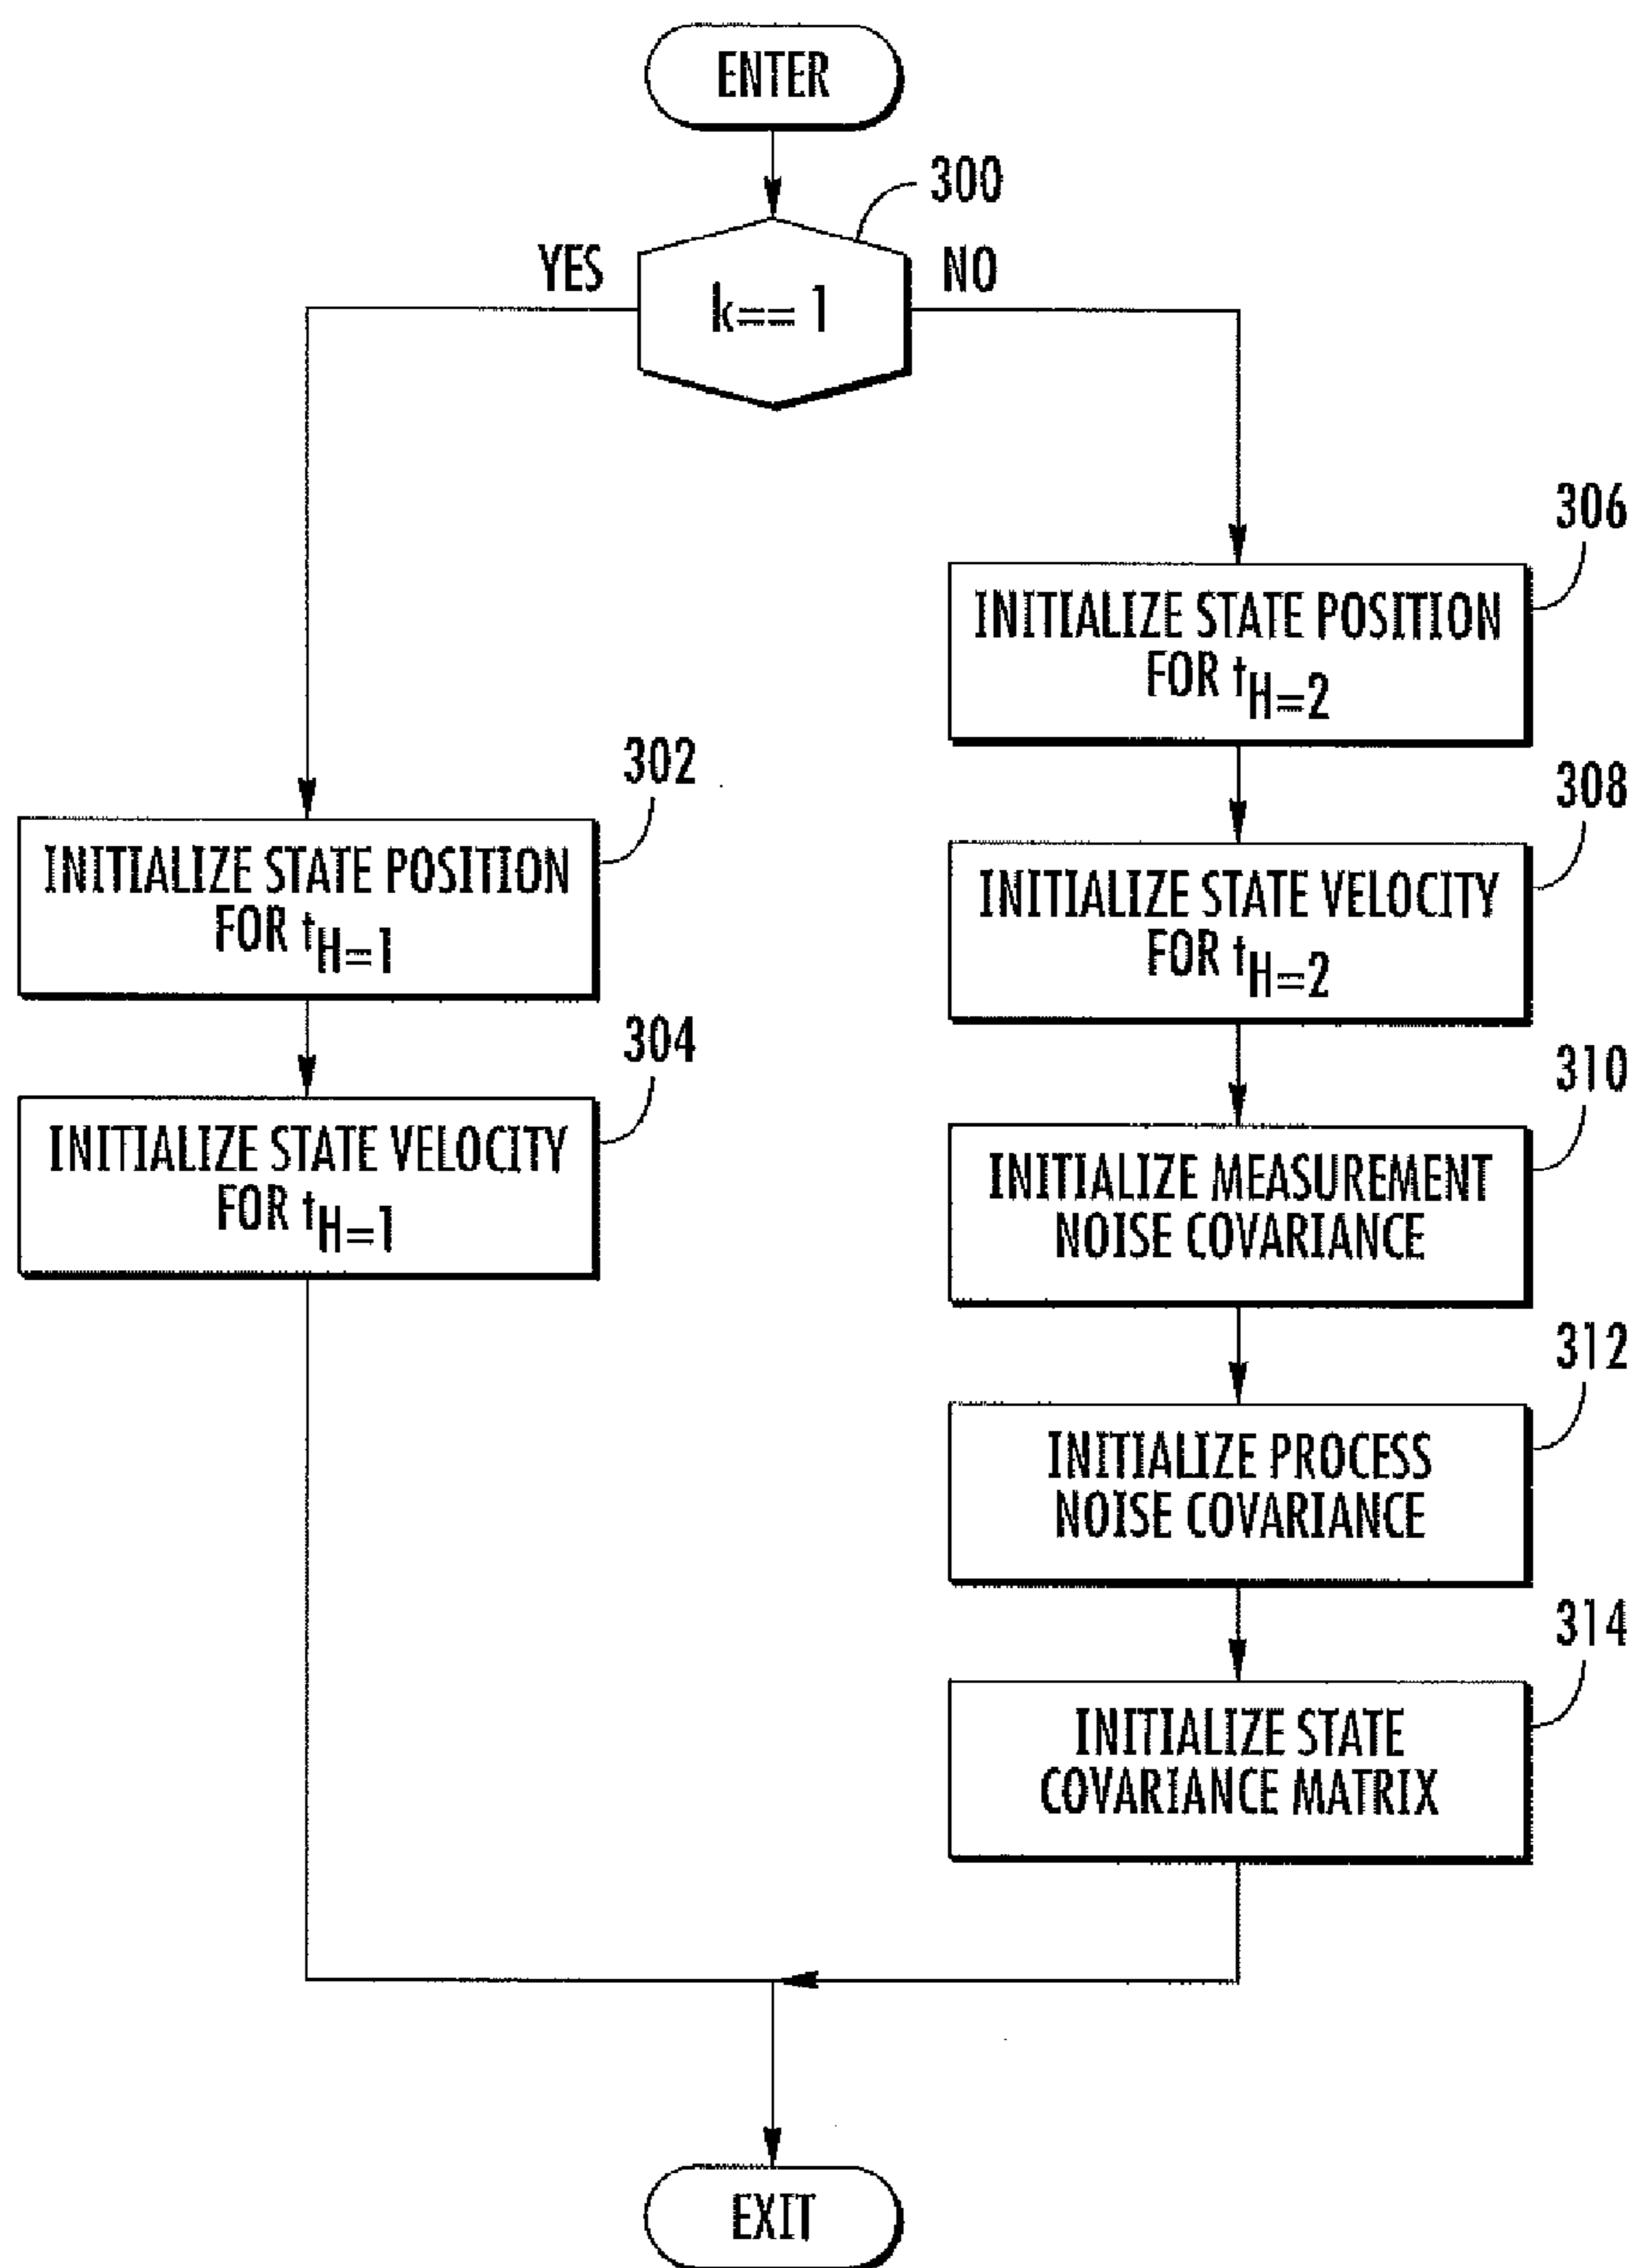 ENTER
300
YES
NO
k== 1
306
INITIALIZE STATE POSITION
FOR tH=2
302
308
INITIALIZE STATE POSITION
FOR tH=1
INITIALIZE STATE VELOCITY
FOR tH=2
304
310
INITIALIZE STATE VELOCITY
FOR tH=1
INITIALIZE MEASUREMENT
NOISE COVARIANCE
312
INITIALIZE PROCESS
NOISE COVARIANCE
314
INITIALIZE STATE
COVARIANCE MATRIX
EXIT